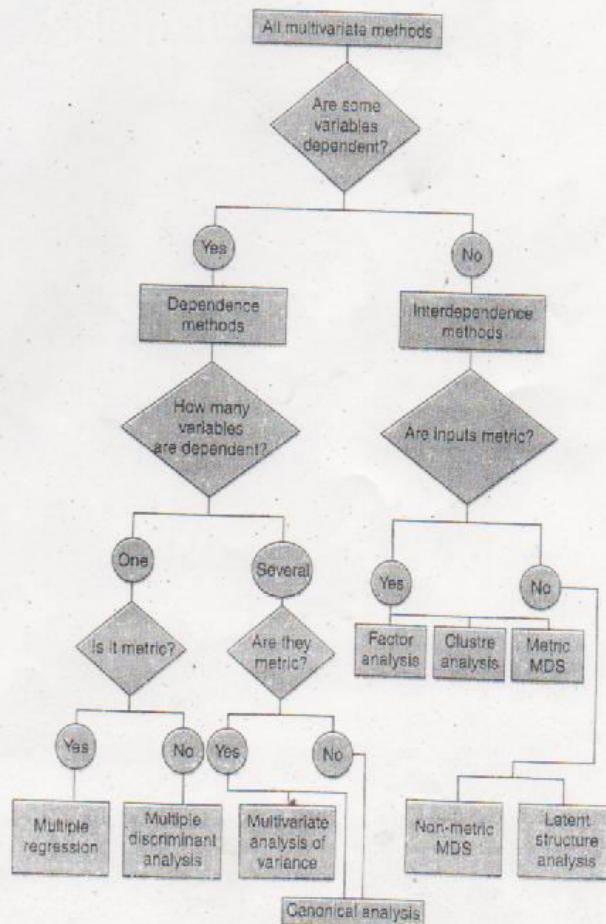 All multivariate methods
Are some
variables
dependent?
Yes
No
Dependence
methods
Interdependence
methods
How many
variables
are dependent?
Are inputs metric?
One
Several
Yes
No
Is it metric?
Are they
metric?
Factor
analysis
Clustre
analysis
Metric
MDS
Yes
No
Yes
No
Multiple
regression
Multiple
discriminant
analysis
Multivariate
analysis of
variance
Non-metric
MDS
Latent
structure
analysis
Canonical analysis